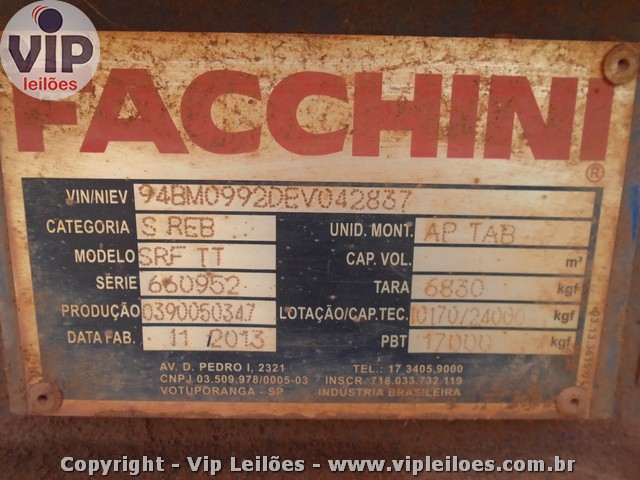 VIP
leilões
FACCHINI
®
VIN/NIEV 94BM0992DEV042837
CATEGORIA S REB UNID. MONT. AP TAB
MODELO SRF TT CAP. VOL. m³
SÉRIE 660952 TARA 6830 kgf
PRODUÇÃO 0390050347 LOTAÇÃO/CAP.TEC. 10170/24000 kgf
DATA FAB. 11 / 2013 PBT 17000 kgf
AV. D. PEDRO I, 2321 TEL.: 17 3405.9000
CNPJ 03.509.978/0005-03 INSCR. 718.033.732.119
VOTUPORANGA - SP INDÚSTRIA BRASILEIRA
Copyright - Vip Leilões - www.vipleiloes.com.br